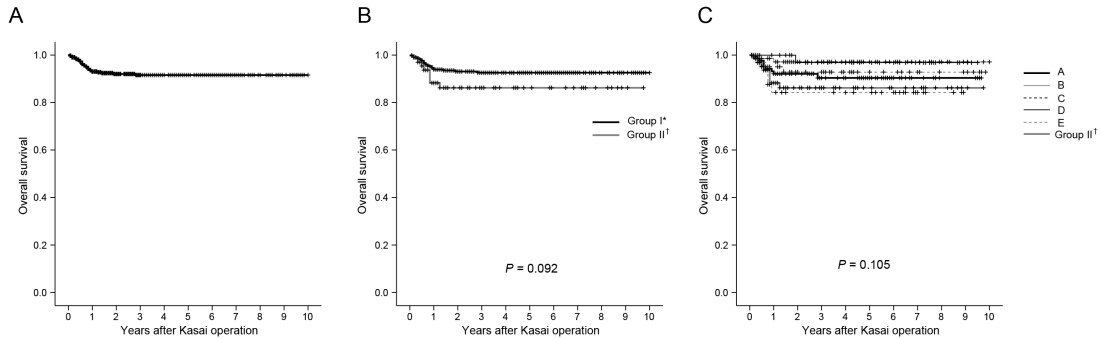 A
Overall survival
1.0
0.8
0.6
0.4
0.2
0.0
0 1 2 3 4 5 6 7 8 9 10
Years after Kasai operation
B
Overall survival
1.0
0.8
0.6
0.4
0.2
0.0
Group I*
Group II†
P = 0.092
0 1 2 3 4 5 6 7 8 9 10
Years after Kasai operation
C
Overall survival
1.0
0.8
0.6
0.4
0.2
0.0
P = 0.105
0 1 2 3 4 5 6 7 8 9 10
Years after Kasai operation
A
B
C
D
E
Group II†